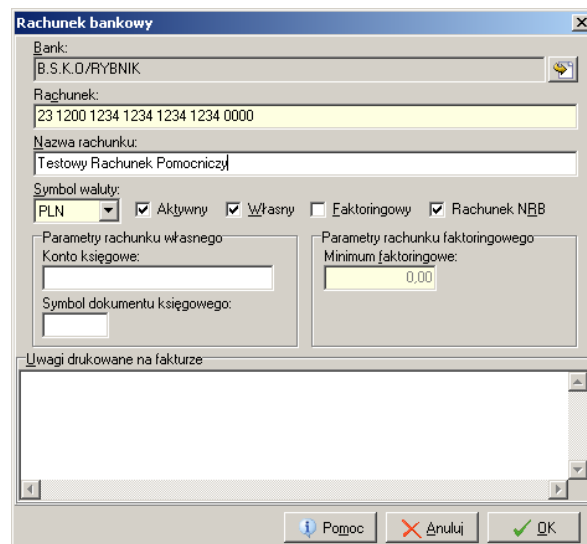 Rachunek bankowy
Bank:
B.S.K.O/RYBNIK
Rachunek:
23 1200 1234 1234 1234 1234 0000
Nazwa rachunku:
Testowy Rachunek Pomocniczy
Symbol waluty:
PLN Aktywny Własny Faktoringowy Rachunek NRB
Parametry rachunku własnego Parametry rachunku faktoringowego
Konto księgowe: Minimum faktoringowe:
0,00
Symbol dokumentu księgowego:
Uwagi drukowane na fakturze
Pomoc Anuluj OK